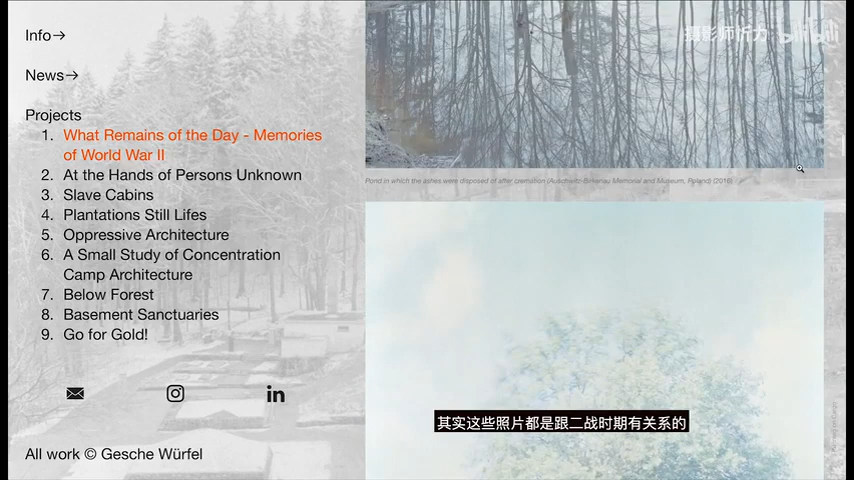 Info→
News→
Projects
1. What Remains of the Day - Memories
of World War II
2. At the Hands of Persons Unknown
3. Slave Cabins
4. Plantations Still Lifes
5. Oppressive Architecture
6. A Small Study of Concentration
Camp Architecture
7. Below Forest
8. Basement Sanctuaries
9. Go for Gold!
All work © Gesche Würfel
摄影师听力
bilibili
Pond in which the ashes were disposed of after cremation (Auschwitz-Birkenau Memorial and Museum, Poland) (2016)
其实这些照片都是跟二战时期有关系的